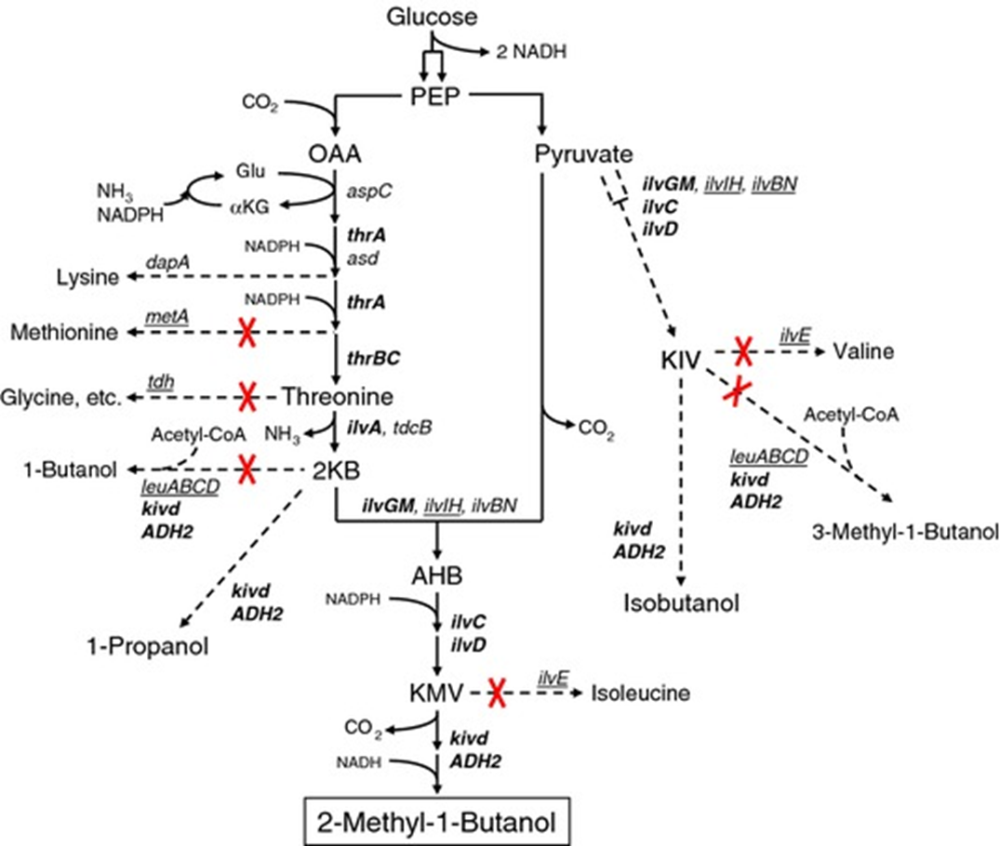 Glucose
2 NADH
PEP
CO2
OAA
Pyruvate
Glu
NH3
NADPH
αKG
aspC
ilvGM, ilvIH, ilvBN
ilvC
ilvD
thrA
NADPH
asd
dapA
Lysine
NADPH
thrA
metA
Methionine
thrBC
KIV
ilvE
Valine
tdh
Glycine, etc.
Threonine
Acetyl-CoA
NH3
ilvA, tdcB
CO2
Acetyl-CoA
1-Butanol
2KB
leuABCD
kivd
ADH2
leuABCD
kivd
ADH2
ilvGM, ilvIH, ilvBN
3-Methyl-1-Butanol
kivd
ADH2
AHB
kivd
ADH2
NADPH
ilvC
ilvD
Isobutanol
1-Propanol
KMV
ilvE
Isoleucine
CO2
kivd
NADH
ADH2
2-Methyl-1-Butanol